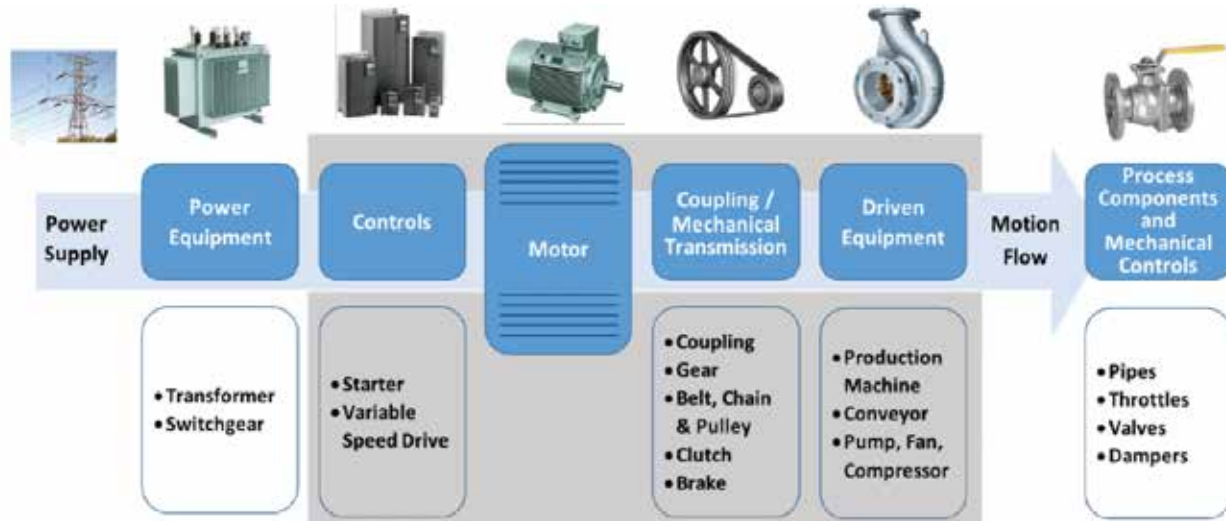 Power
Supply
Power
Equipment
Controls
Motor
Coupling /
Mechanical
Transmission
Driven
Equipment
Motion
Flow
Process
Components
and
Mechanical
Controls
•Transformer
•Switchgear
•Starter
•Variable
Speed Drive
•Coupling
•Gear
•Belt, Chain
& Pulley
•Clutch
•Brake
•Production
Machine
•Conveyor
•Pump, Fan,
Compressor
•Pipes
•Throttles
•Valves
•Dampers